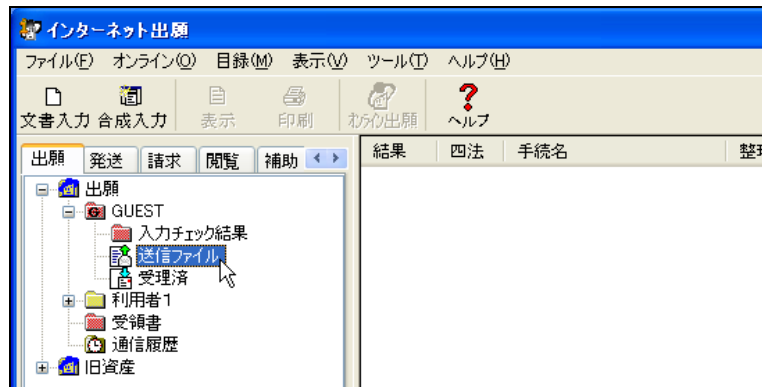 インターネット出願
ファイル(F) オンライン(O) 目録(M) 表示(V) ツール(T) ヘルプ(H)
文書入力 合成入力 表示 印刷 オンライン出願 ヘルプ
出願 発送 請求 閲覧 補助
結果 四法 手続名 整理
出願
GUEST
入力チェック結果
送信ファイル
受理済
利用者1
受領書
通信履歴
旧資産